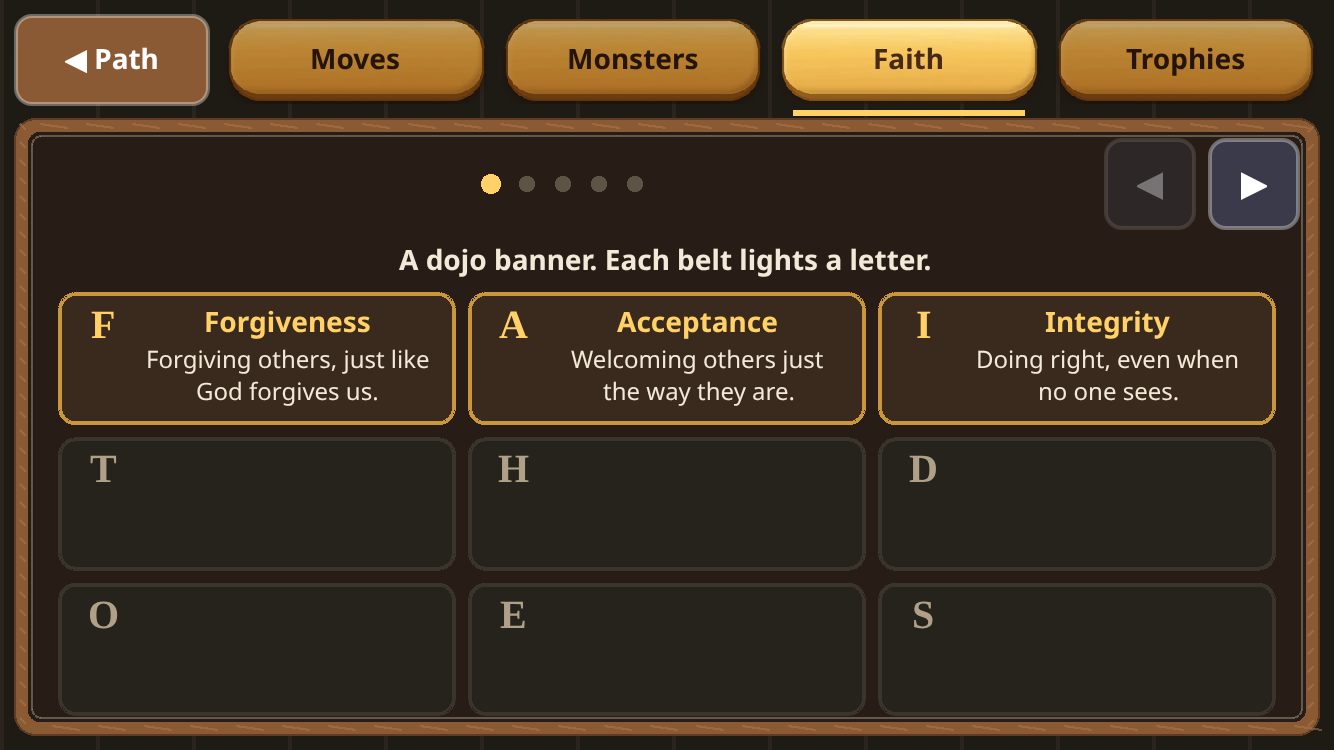 ◀ Path
Moves
Monsters
Faith
Trophies
A dojo banner. Each belt lights a letter.
F
Forgiveness
Forgiving others, just like
God forgives us.
A
Acceptance
Welcoming others just
the way they are.
I
Integrity
Doing right, even when
no one sees.
T
H
D
O
E
S